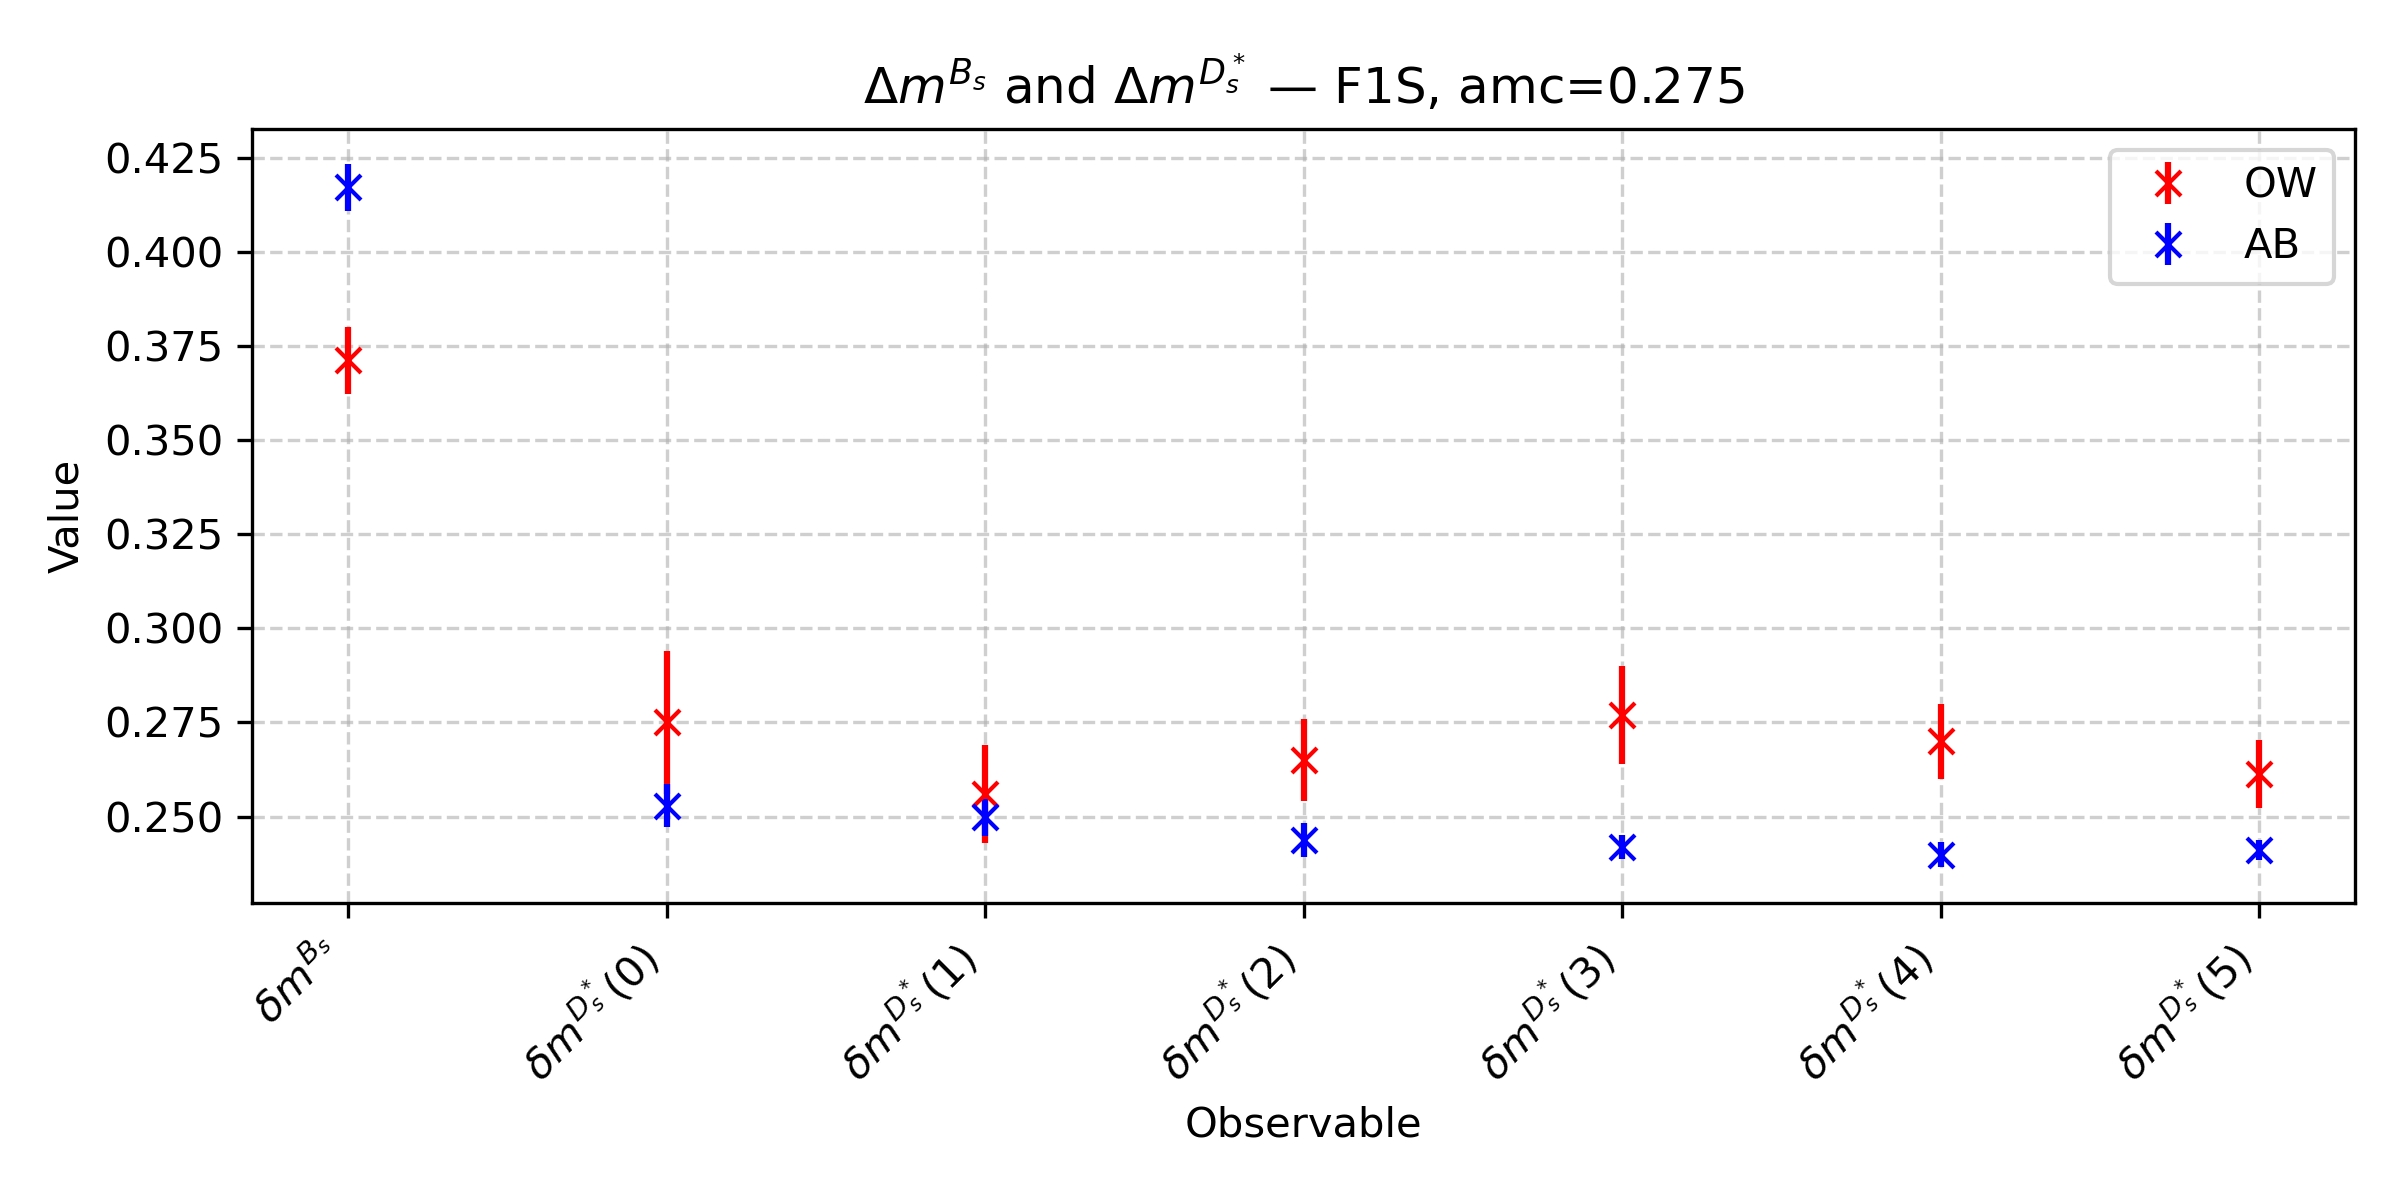 Δm^{B_s} and Δm^{D_s^*} — F1S, amc=0.275
OW
AB
Value
0.425
0.400
0.375
0.350
0.325
0.300
0.275
0.250
δm^{B_s}
δm^{D_s^*}(0)
δm^{D_s^*}(1)
δm^{D_s^*}(2)
δm^{D_s^*}(3)
δm^{D_s^*}(4)
δm^{D_s^*}(5)
Observable